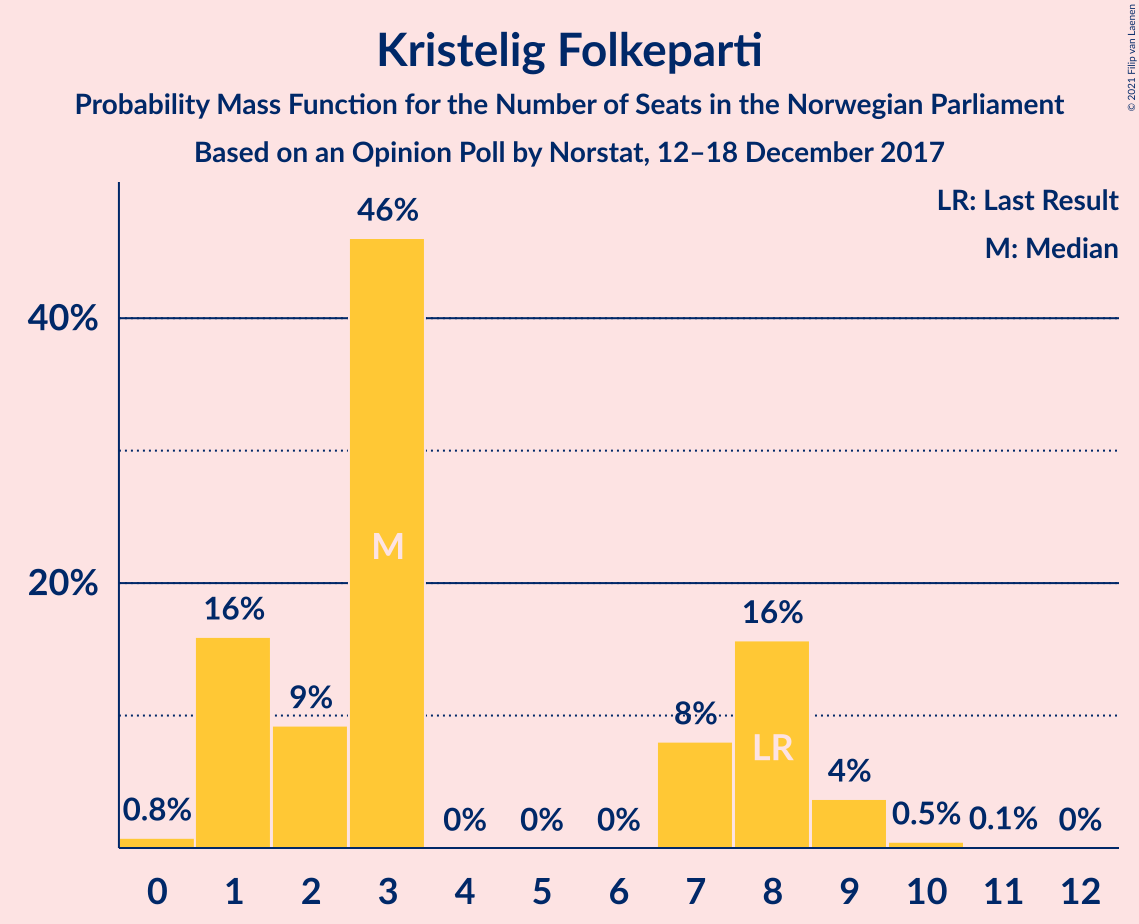 Kristelig Folkeparti
Probability Mass Function for the Number of Seats in the Norwegian Parliament
Based on an Opinion Poll by Norstat, 12–18 December 2017
© 2021 Filip van Laenen
LR: Last Result
M: Median
46%
40%
M
20%
16%
16%
9%
8%
LR
4%
0.8%
0%
0%
0%
0.5%
0.1%
0%
0 1 2 3 4 5 6 7 8 9 10 11 12